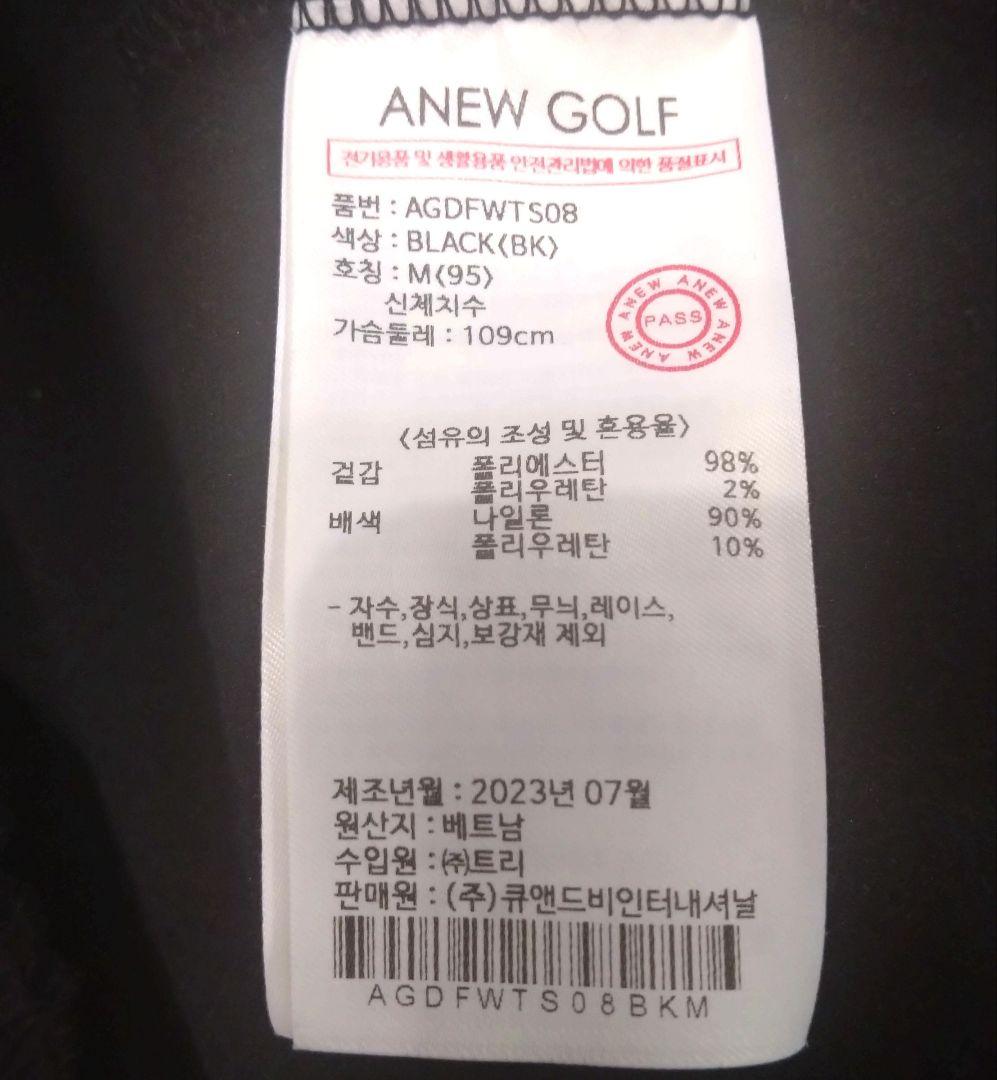 ANEW GOLF
전기용품 및 생활용품 안전관리법에 의한 품질표시
품번 : AGDFWTS08
색상 : BLACK<BK>
호칭 : M<95>
신체치수
가슴둘레 : 109cm
ANEW ANEW ANEW ANEW ANEW
PASS
<섬유의 조성 및 혼용율>
겉감 폴리에스터 98%
폴리우레탄 2%
배색 나일론 90%
폴리우레탄 10%
- 자수,장식,상표,무늬,레이스,
밴드,심지,보강재 제외
제조년월 : 2023년 07월
원산지 : 베트남
수입원 : ㈜트리
판매원 : (주)큐앤드비인터내셔날
AGDFWTS08BKM